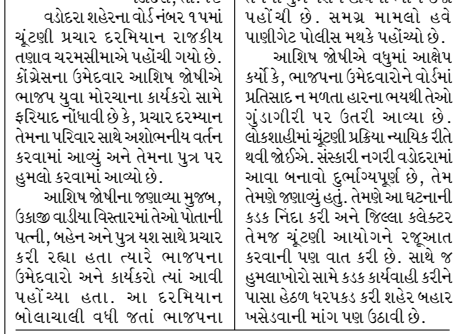 વડોદરા શહેરના વોર્ડ નંબર ૧૫માં
ચૂંટણી પ્રચાર દરમિયાન રાજકીય
તણાવ ચરમસીમાએ પહોંચી ગયો છે.
કોંગ્રેસના ઉમેદવાર આશિષ જોષીએ
ભાજપ યુવા મોરચાના કાર્યકરો સામે
ફરિયાદ નોંધાવી છે કે, પ્રચાર દરમ્યાન
તેમના પરિવાર સાથે અશોભનીય વર્તન
કરવામાં આવ્યું અને તેમના પુત્ર પર
હુમલો કરવામાં આવ્યો છે.
આશિષ જોષીના જણાવ્યા મુજબ,
ઉકાજી વાડીયા વિસ્તારમાં તેઓ પોતાની
પત્ની, બહેન અને પુત્ર યશ સાથે પ્રચાર
કરી રહ્યા હતા ત્યારે ભાજપના
ઉમેદવારો અને કાર્યકરો ત્યાં આવી
પહોંચ્યા હતા. આ દરમિયાન
બોલાચાલી વધી જતાં ભાજપના
પહોંચી છે. સમગ્ર મામલો હવે
પાણીગેટ પોલીસ મથકે પહોંચ્યો છે.
આશિષ જોષીએ વધુમાં આક્ષેપ
કર્યો કે, ભાજપના ઉમેદવારોને વોર્ડમાં
પ્રતિસાદ ન મળતા હારના ભયથી તેઓ
ગુંડાગીરી પર ઉતરી આવ્યા છે.
લોકશાહીમાં ચૂંટણી પ્રક્રિયા ન્યાયિક રીતે
થવી જોઈએ. સંસ્કારી નગરી વડોદરામાં
આવા બનાવો દુર્ભાગ્યપૂર્ણ છે, તેમ
તેમણે જણાવ્યું હતું. તેમણે આ ઘટનાની
કડક નિંદા કરી અને જિલ્લા કલેક્ટર
તેમજ ચૂંટણી આયોગને રજૂઆત
કરવાની પણ વાત કરી છે. સાથે જ
હુમલાખોરો સામે કડક કાર્યવાહી કરીને
પાસા હેઠળ ધરપકડ કરી શહેર બહાર
ખસેડવાની માંગ પણ ઉઠાવી છે.